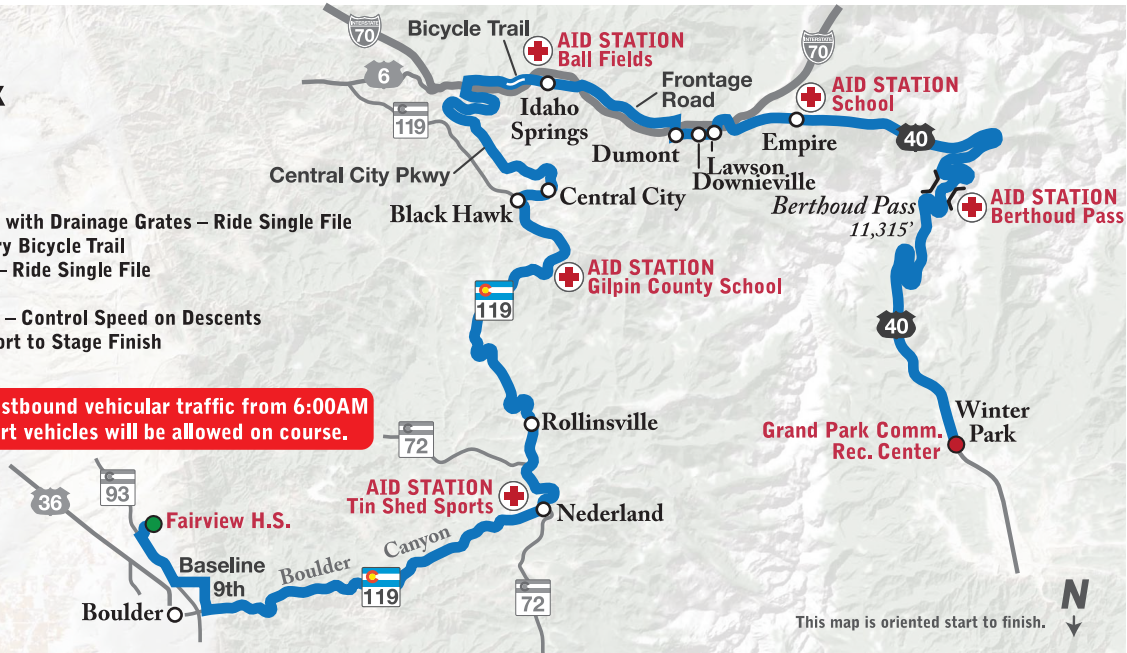 INTERSTATE
70
Bicycle Trail
AID STATION
Ball Fields
INTERSTATE
70
6
Frontage
Road
AID STATION
School
119
Idaho
Springs
Dumont
Lawson
Downieville
Empire
40
Central City Pkwy
Central City
Black Hawk
Berthoud Pass
11,315'
AID STATION
Berthoud Pass
with Drainage Grates – Ride Single File
Bicycle Trail
– Ride Single File
– Control Speed on Descents
to Stage Finish
AID STATION
Gilpin County School
119
40
vehicular traffic from 6:00AM
vehicles will be allowed on course.
Rollinsville
72
Winter
Park
Grand Park Comm.
Rec. Center
93
36
AID STATION
Tin Shed Sports
Nederland
Fairview H.S.
Baseline
9th
Boulder Canyon
119
72
Boulder
This map is oriented start to finish.
N